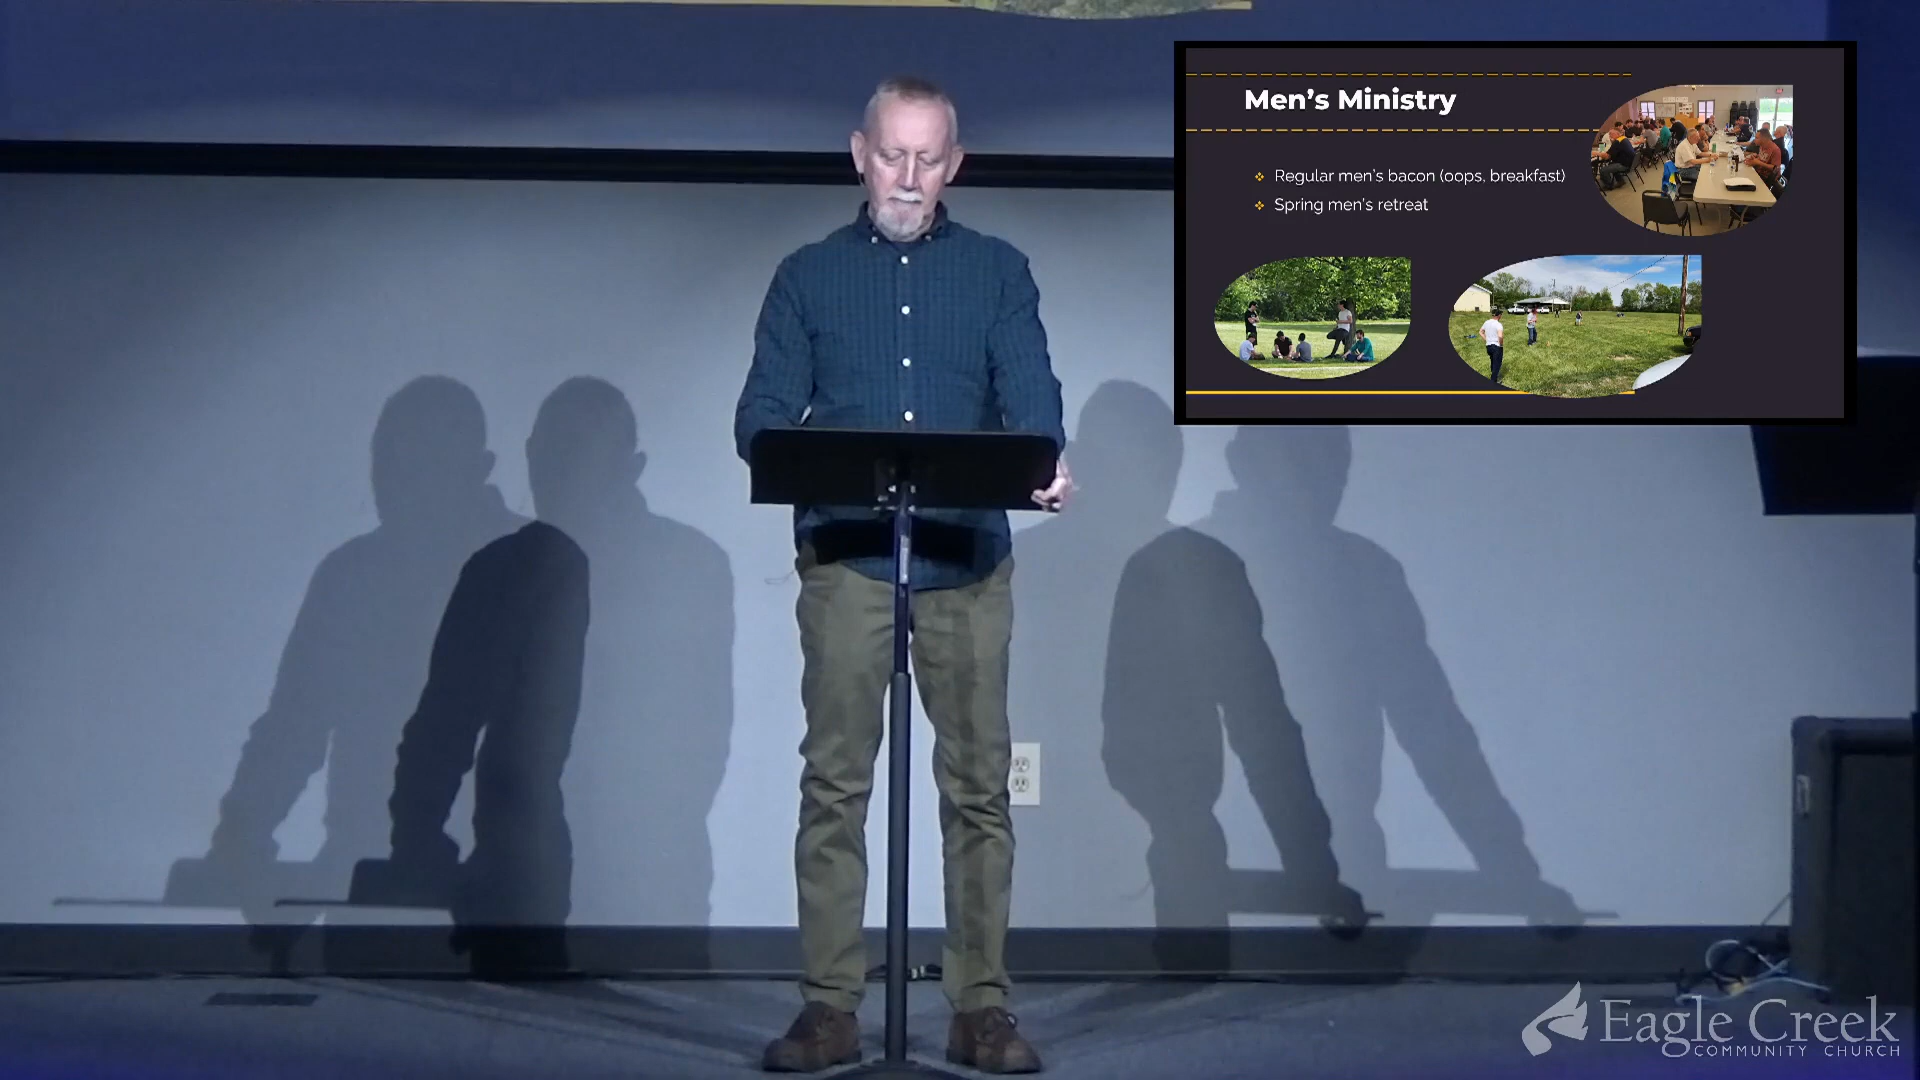 Men's Ministry
Regular men's bacon (oops, breakfast)
Spring men's retreat
Eagle Creek
COMMUNITY CHURCH